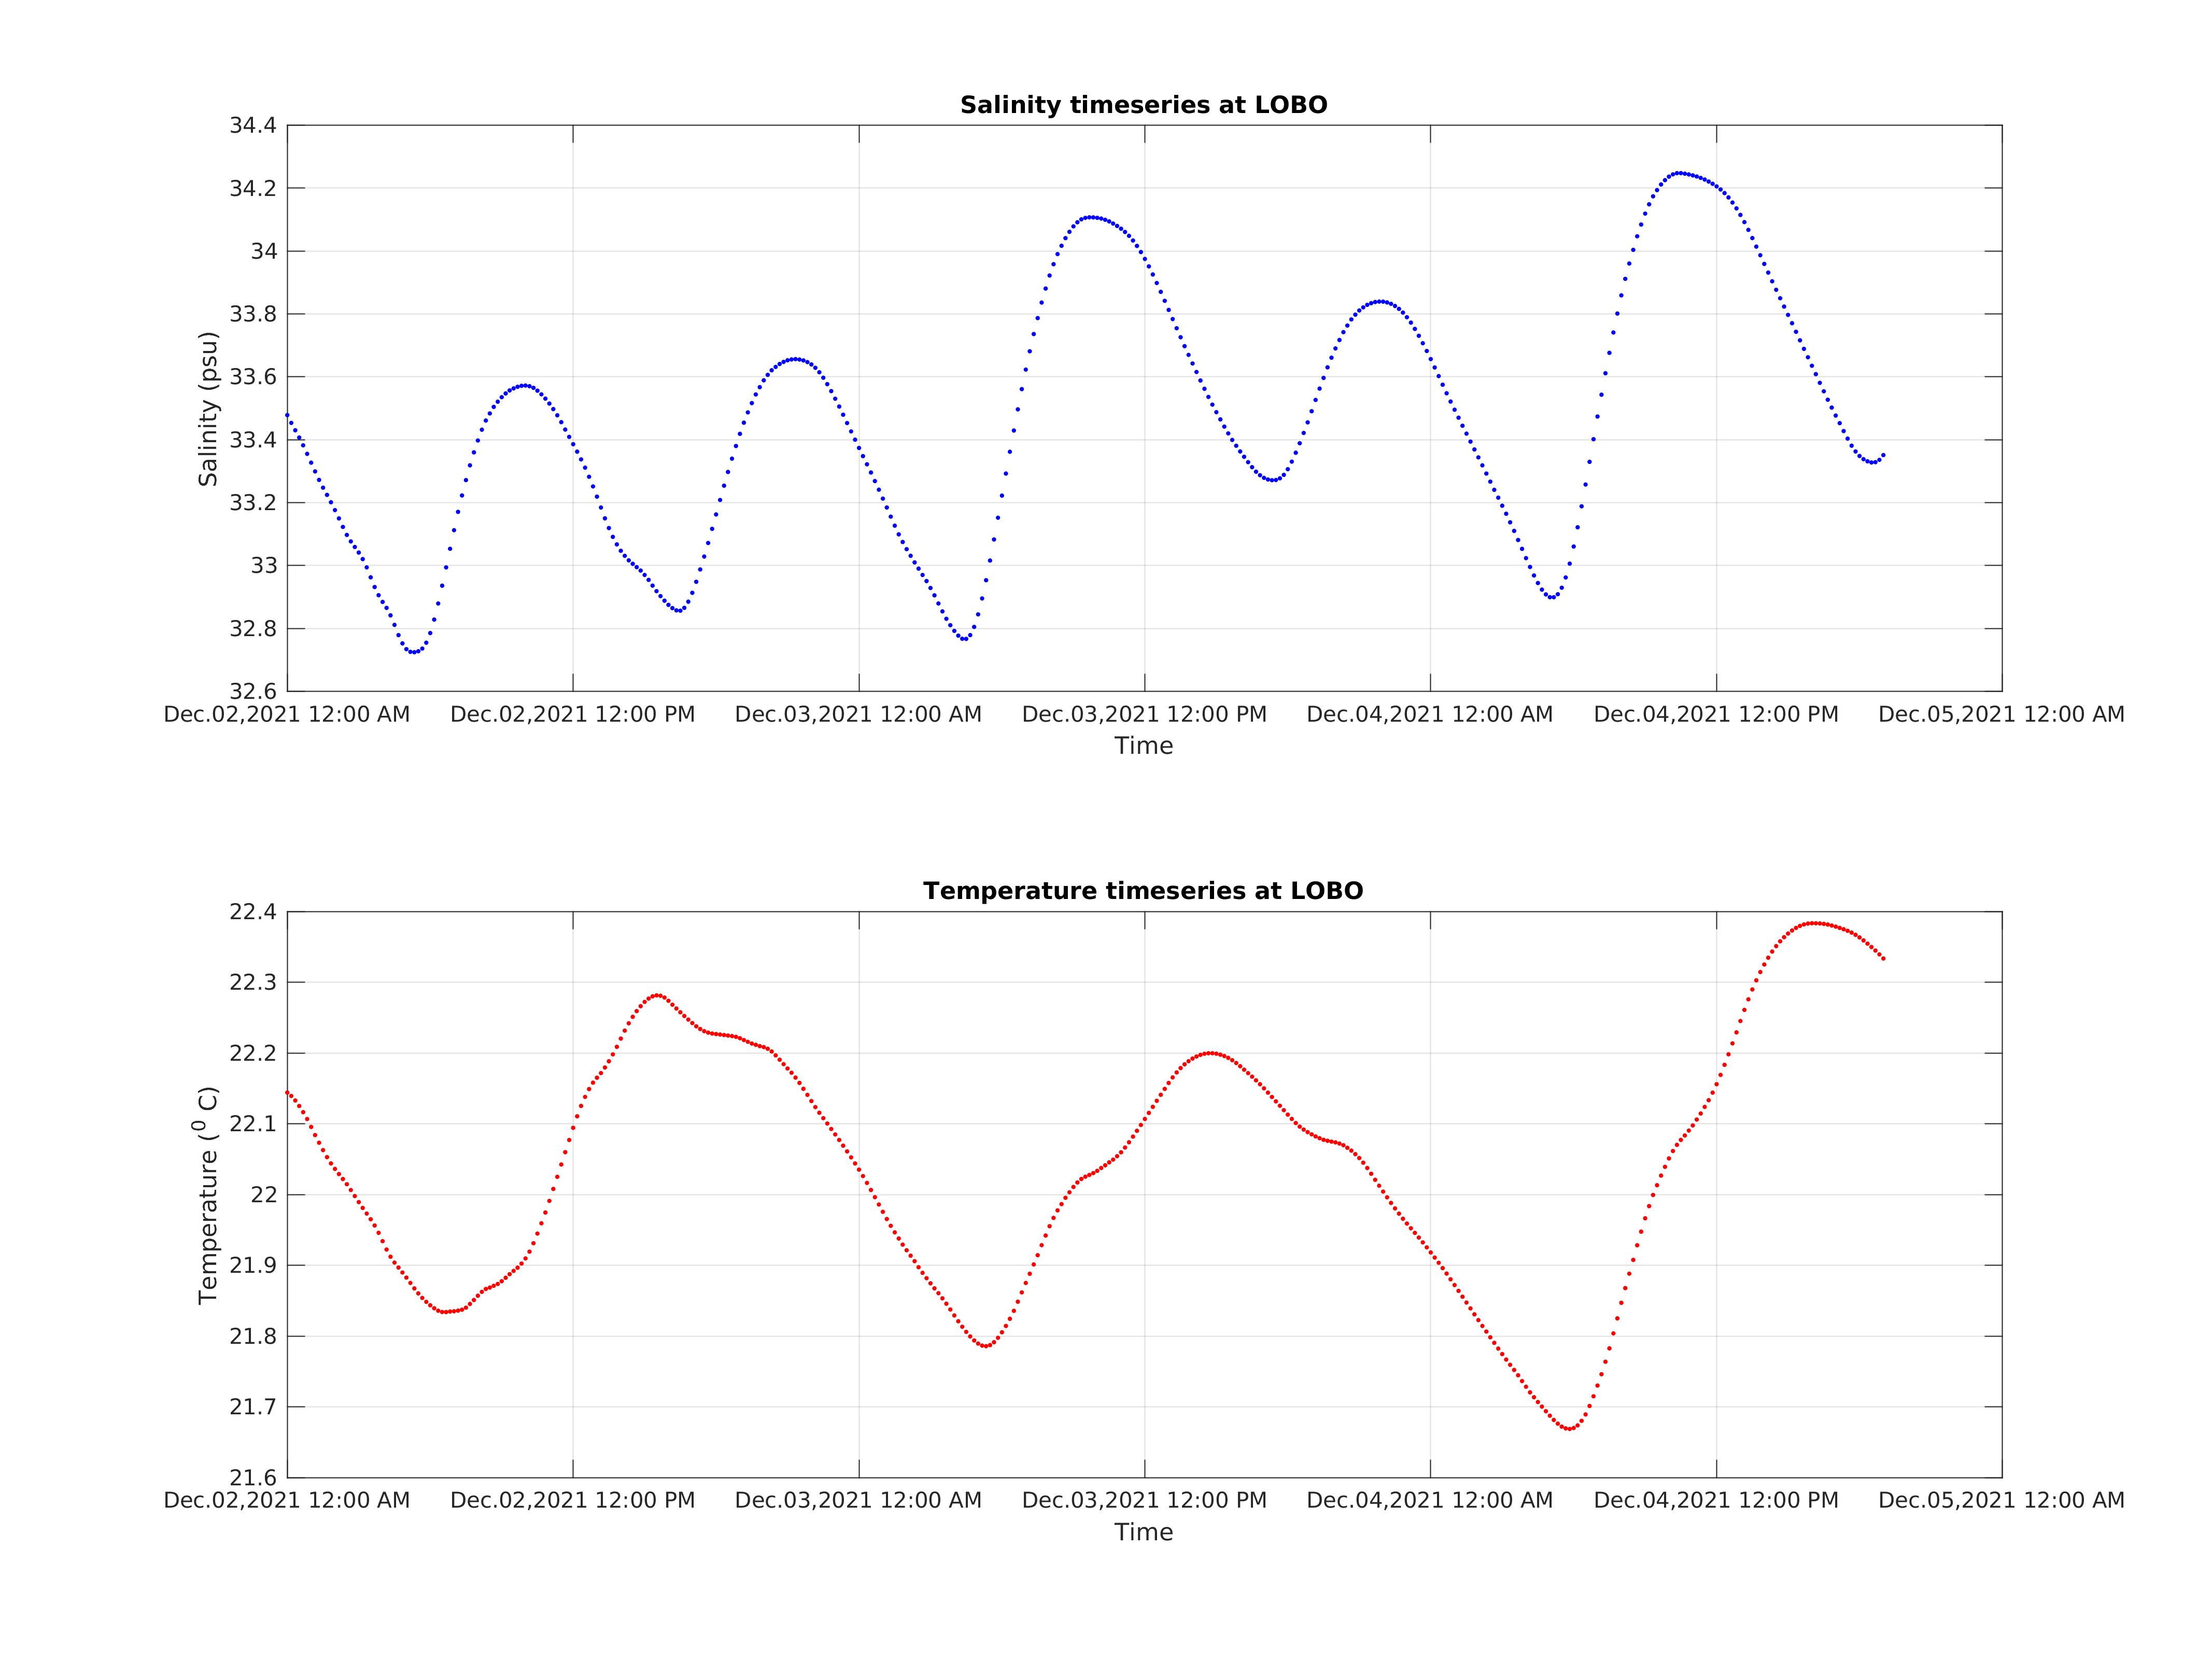 Salinity timeseries at LOBO
34.4
34.2
34
33.8
33.6
33.4
33.2
33
32.8
32.6
Salinity (psu)
Dec.02,2021 12:00 AM Dec.02,2021 12:00 PM Dec.03,2021 12:00 AM Dec.03,2021 12:00 PM Dec.04,2021 12:00 AM Dec.04,2021 12:00 PM Dec.05,2021 12:00 AM
Time
Temperature timeseries at LOBO
22.4
22.3
22.2
22.1
22
21.9
21.8
21.7
21.6
Temperature (⁰ C)
Dec.02,2021 12:00 AM Dec.02,2021 12:00 PM Dec.03,2021 12:00 AM Dec.03,2021 12:00 PM Dec.04,2021 12:00 AM Dec.04,2021 12:00 PM Dec.05,2021 12:00 AM
Time